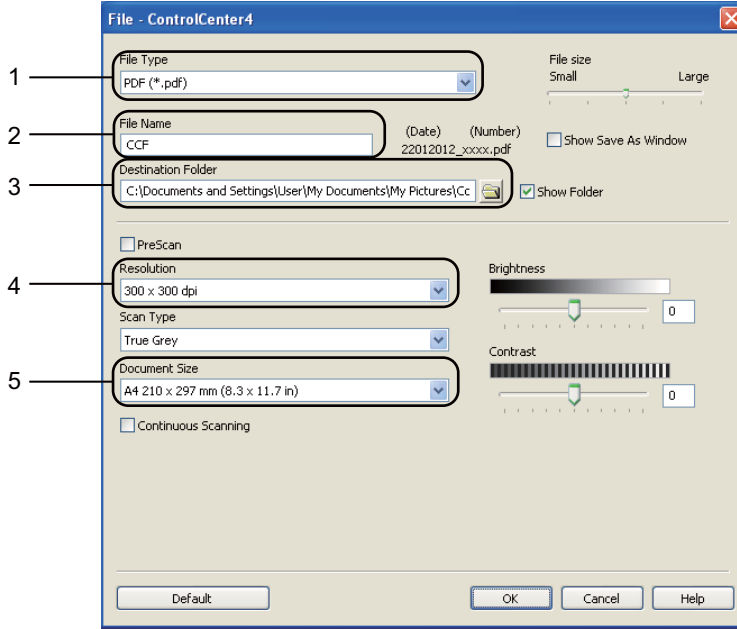 File - ControlCenter4
1
File Type
PDF (*.pdf)
File size
Small Large
2
File Name
CCF
(Date) (Number)
22012012_xxxx.pdf
Show Save As Window
3
Destination Folder
C:\Documents and Settings\User\My Documents\My Pictures\Cc
Show Folder
PreScan
4
Resolution
300 x 300 dpi
Brightness
0
Scan Type
True Grey
Contrast
0
5
Document Size
A4 210 x 297 mm (8.3 x 11.7 in)
Continuous Scanning
Default OK Cancel Help